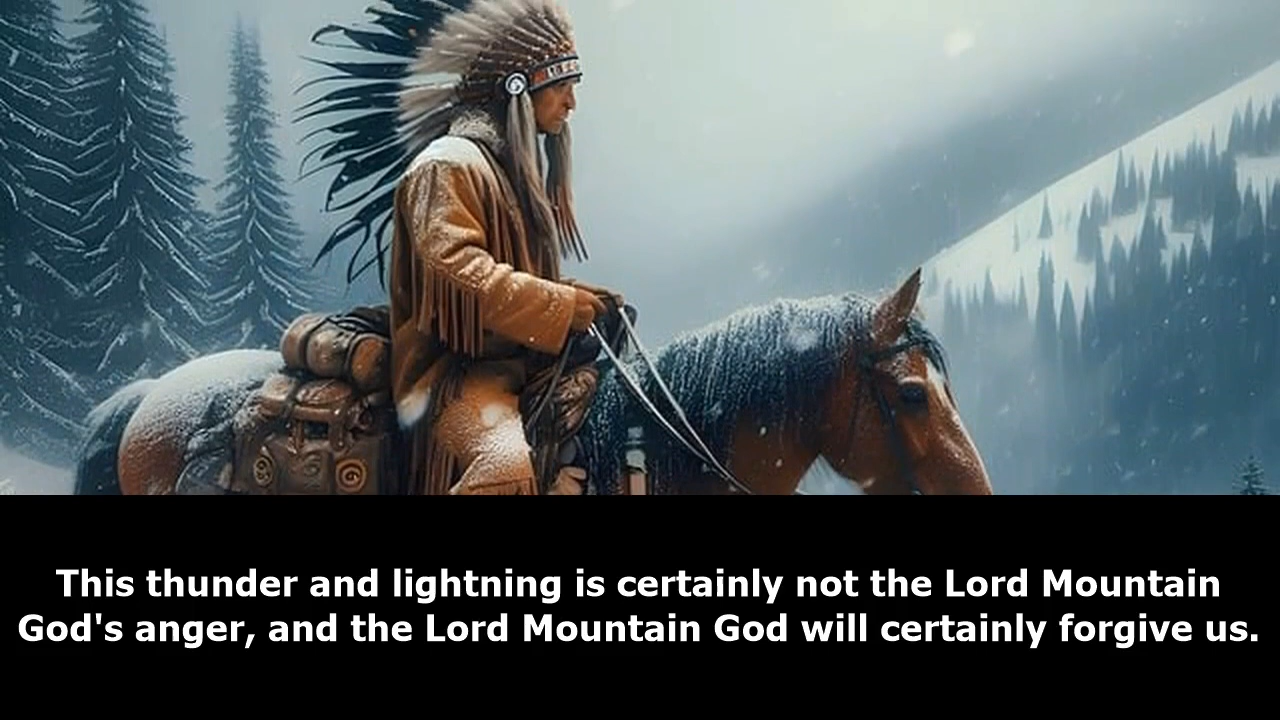 This thunder and lightning is certainly not the Lord Mountain
God's anger, and the Lord Mountain God will certainly forgive us.